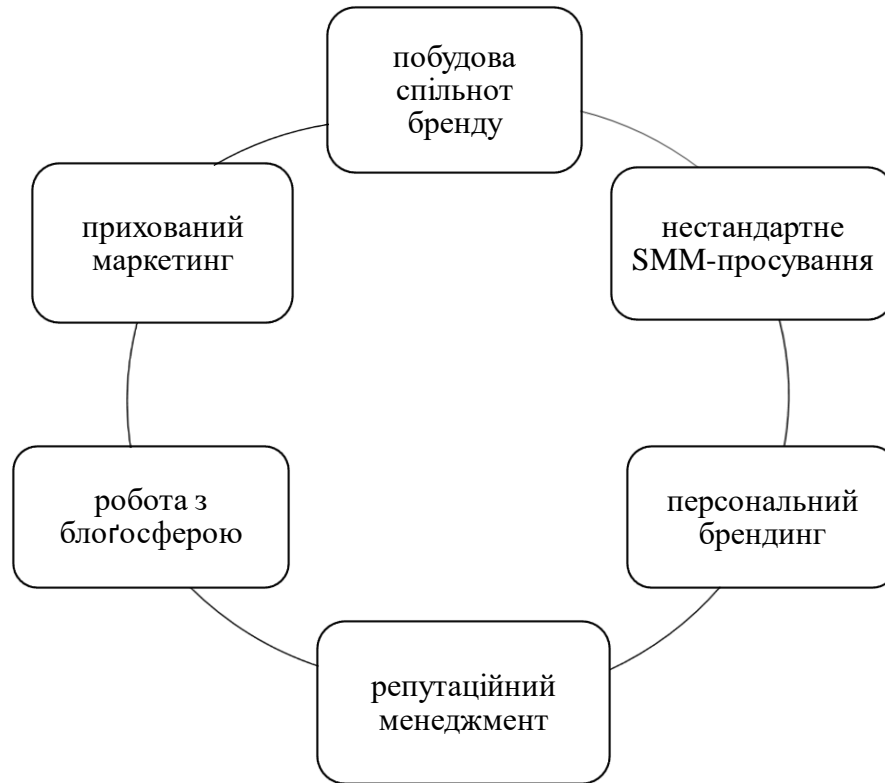 побудова
спільнот
бренду
прихований
маркетинг
нестандартне
SMM-просування
робота з
блоґосферою
персональний
брендинг
репутаційний
менеджмент